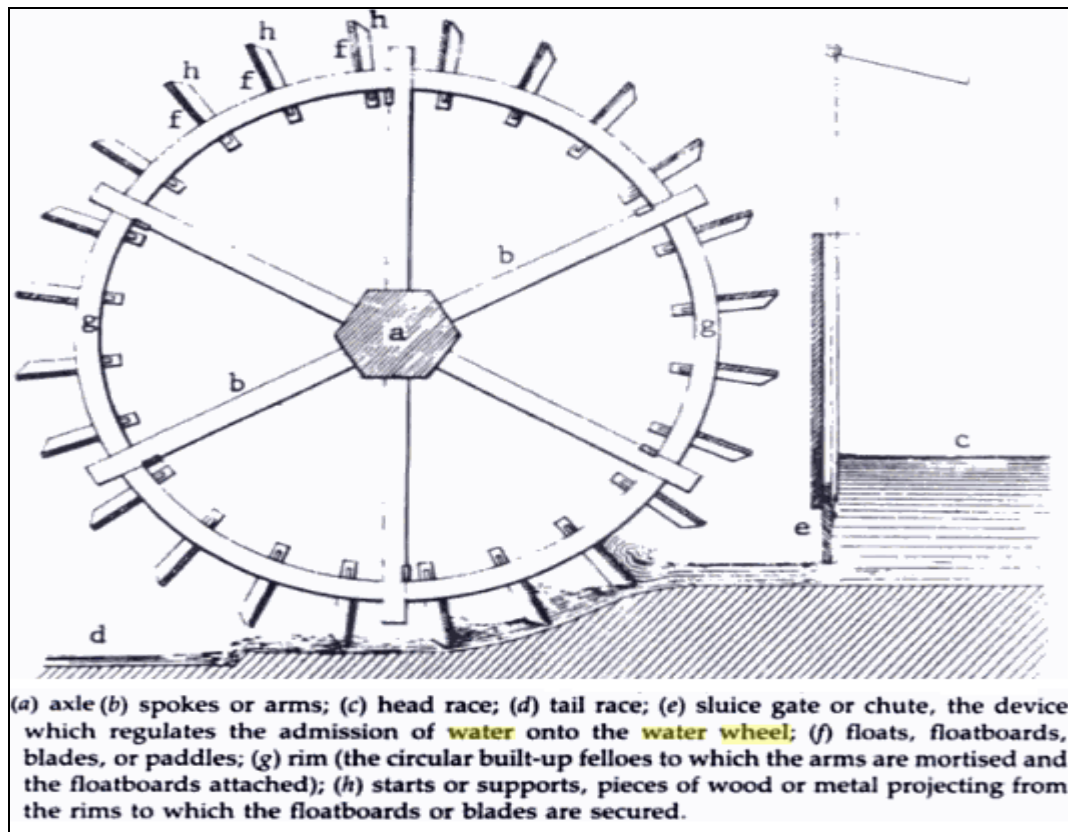 h
h
f
h
f
f
b
g
a
g
b
c
e
d
(a) axle (b) spokes or arms; (c) head race; (d) tail race; (e) sluice gate or chute, the device
which regulates the admission of water onto the water wheel; (f) floats, floatboards,
blades, or paddles; (g) rim (the circular built-up felloes to which the arms are mortised and
the floatboards attached); (h) starts or supports, pieces of wood or metal projecting from
the rims to which the floatboards or blades are secured.